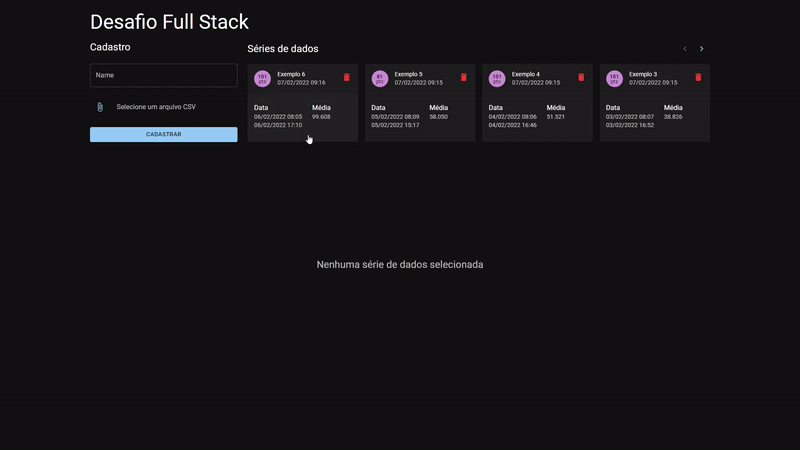 Desafio Full Stack
Cadastro
Name
Selecione um arquivo CSV
CADASTRAR
Séries de dados
101
pts
Exemplo 6
07/02/2022 09:16
Data
Média
06/02/2022 08:05
99.608
06/02/2022 17:10
81
pts
Exemplo 5
07/02/2022 09:15
Data
Média
05/02/2022 08:09
58.050
05/02/2022 15:17
101
pts
Exemplo 4
07/02/2022 09:15
Data
Média
04/02/2022 08:06
51.521
04/02/2022 16:46
101
pts
Exemplo 3
07/02/2022 09:15
Data
Média
03/02/2022 08:07
38.826
03/02/2022 16:52
Nenhuma série de dados selecionada